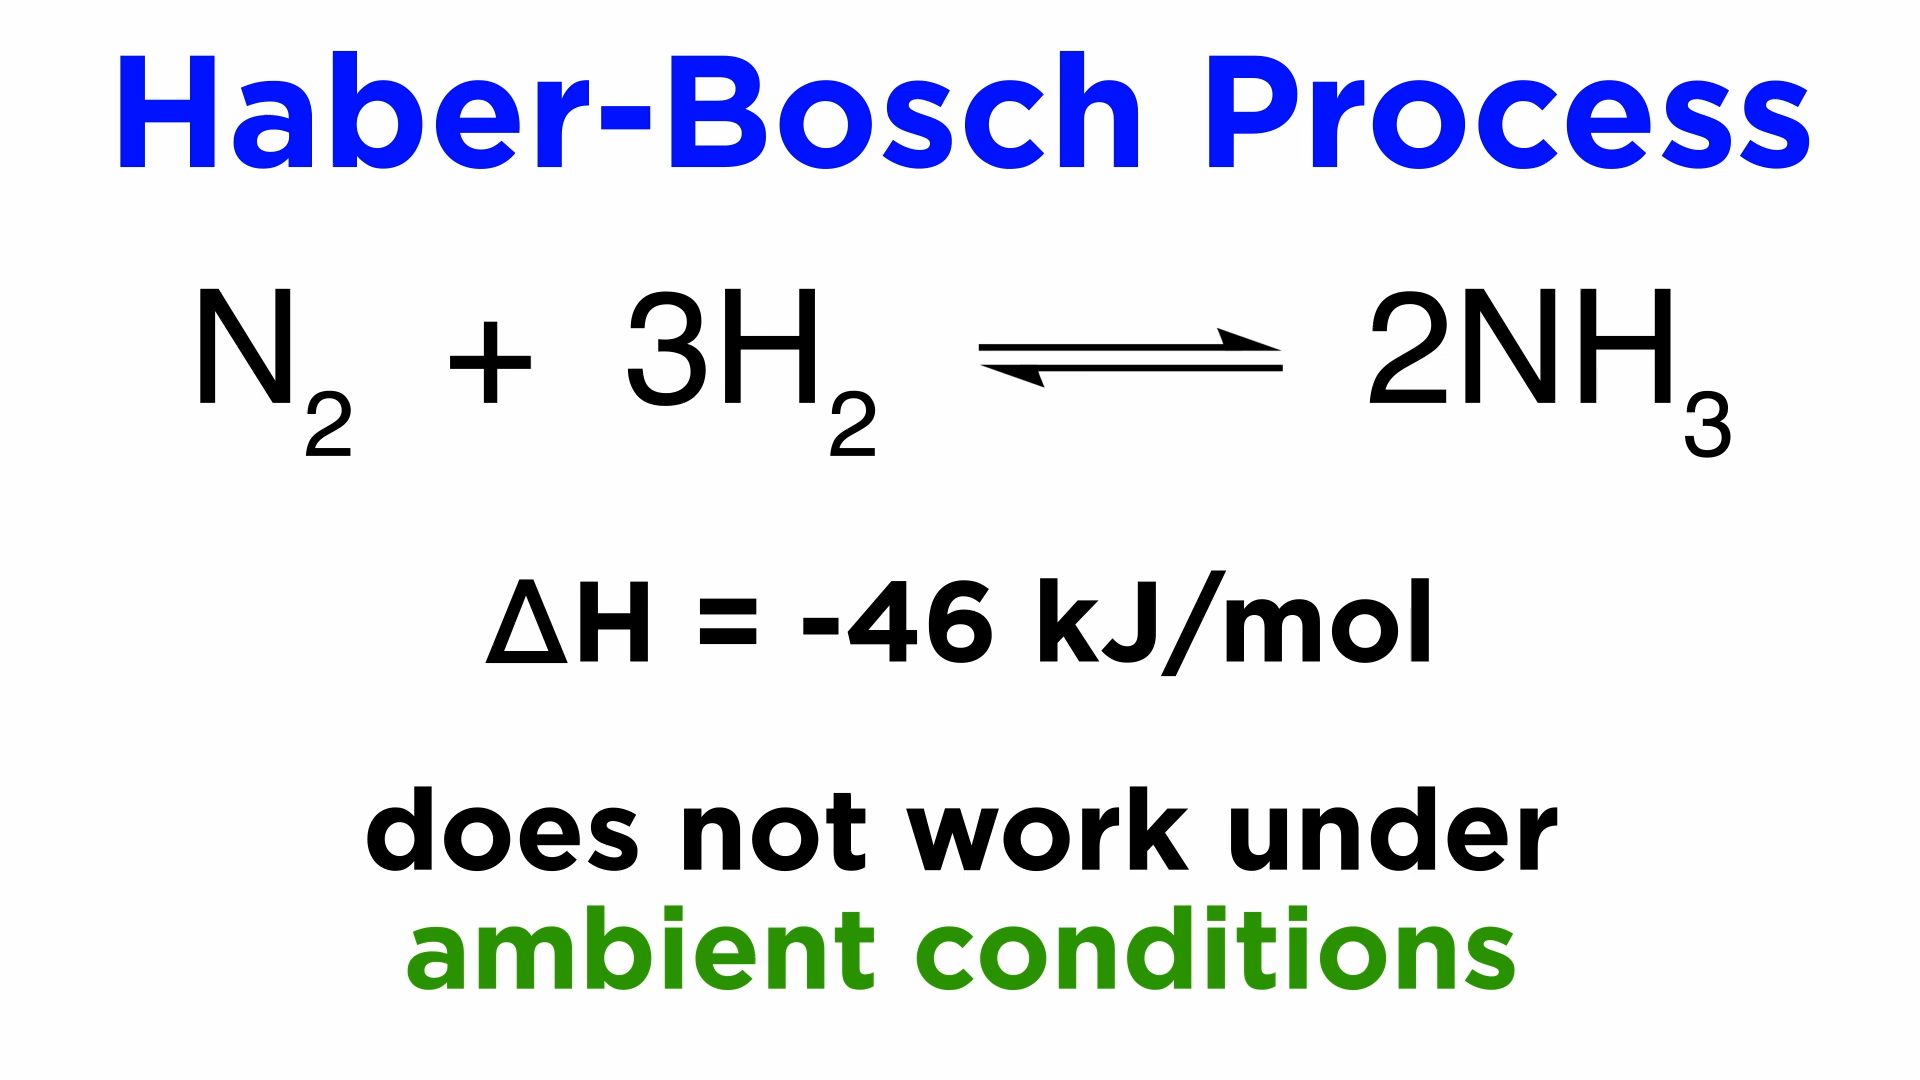 Haber-Bosch Process
N₂ + 3H₂ ⇌ 2NH₃
ΔH = -46 kJ/mol
does not work under
ambient conditions